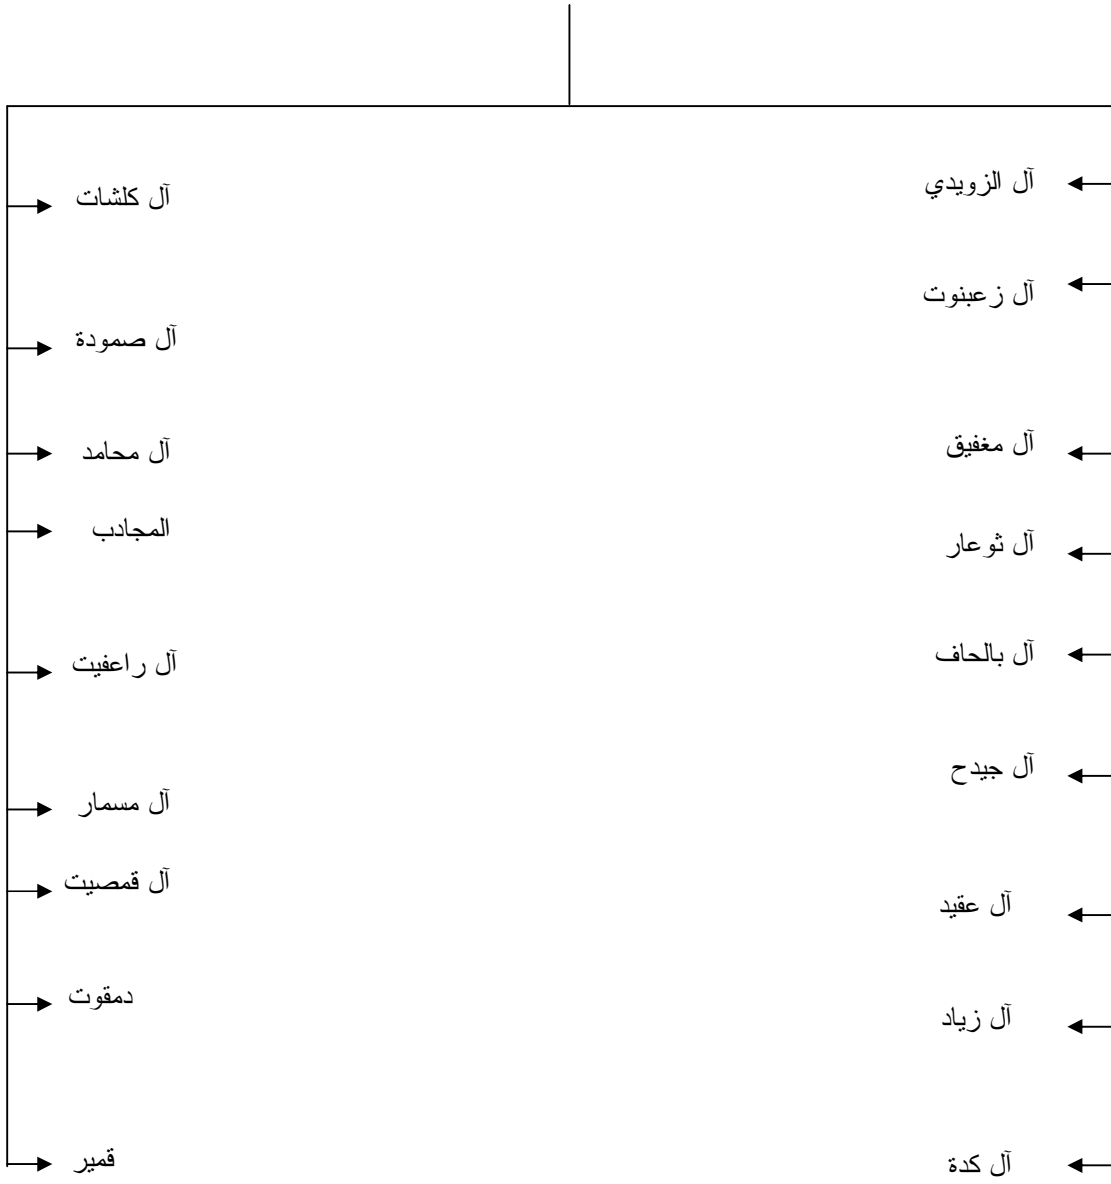 آل الزويدي
آل زعبنوت
آل مغفيق
آل ثوعار
آل بالحاف
آل جيدح
آل عقيد
آل زياد
آل كدة
آل كلشات
آل صمودة
آل محامد
المجادب
آل راعفيت
آل مسمار
آل قمصيت
دمقوت
قمير